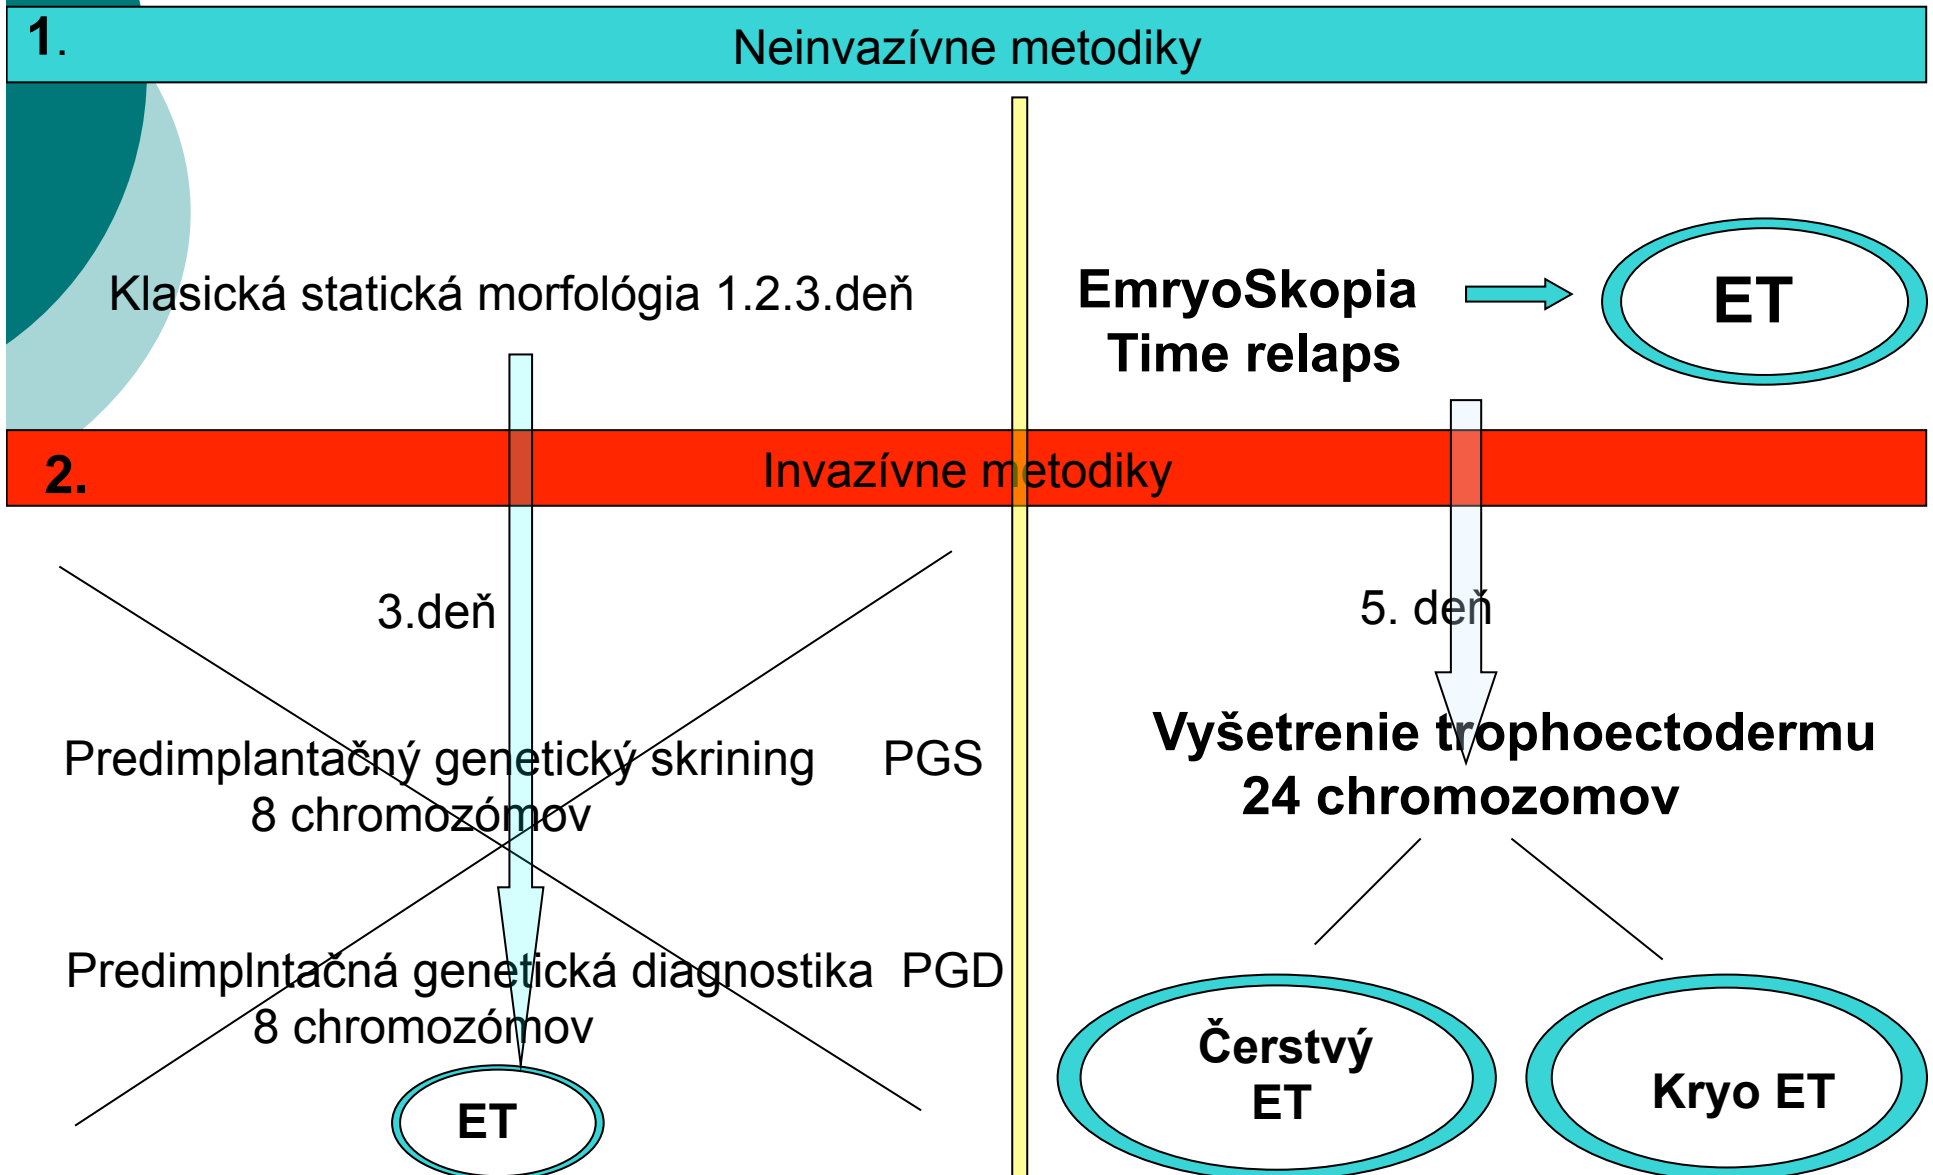 1.
Neinvazívne metodiky
Klasická statická morfológia 1.2.3.deň
EmryoSkopia
Time relaps
ET
2.
Invazívne metodiky
3.deň
Predimplantačný genetický skrining PGS
8 chromozómov
Predimplntačná genetická diagnostika PGD
8 chromozómov
ET
5. deň
Vyšetrenie trophoectodermu
24 chromozomov
Čerstvý
ET
Kryo ET